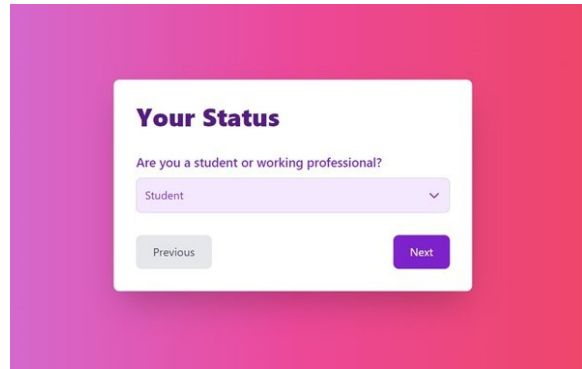 Your Status
Are you a student or working professional?
Student
Previous
Next